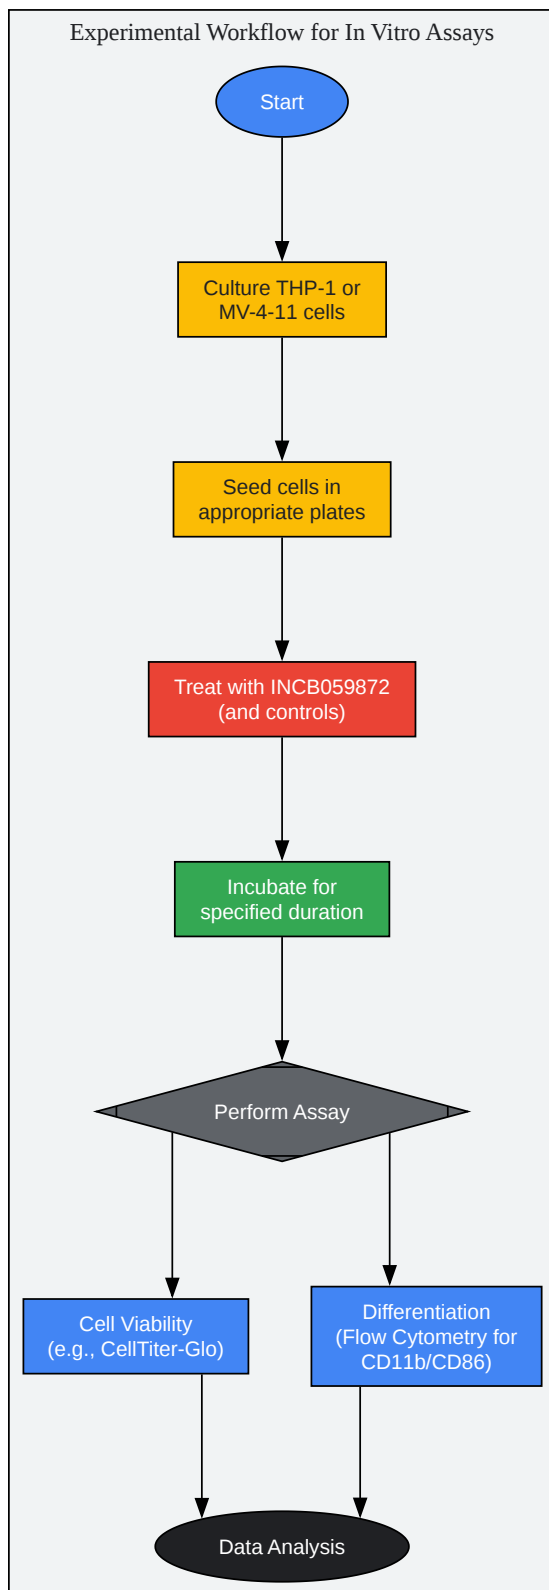 Experimental Workflow for In Vitro Assays
Start
Culture THP-1 or
MV-4-11 cells
Seed cells in
appropriate plates
Treat with INCB059872
(and controls)
Incubate for
specified duration
Perform Assay
Cell Viability
(e.g., CellTiter-Glo)
Differentiation
(Flow Cytometry for
CD11b/CD86)
Data Analysis